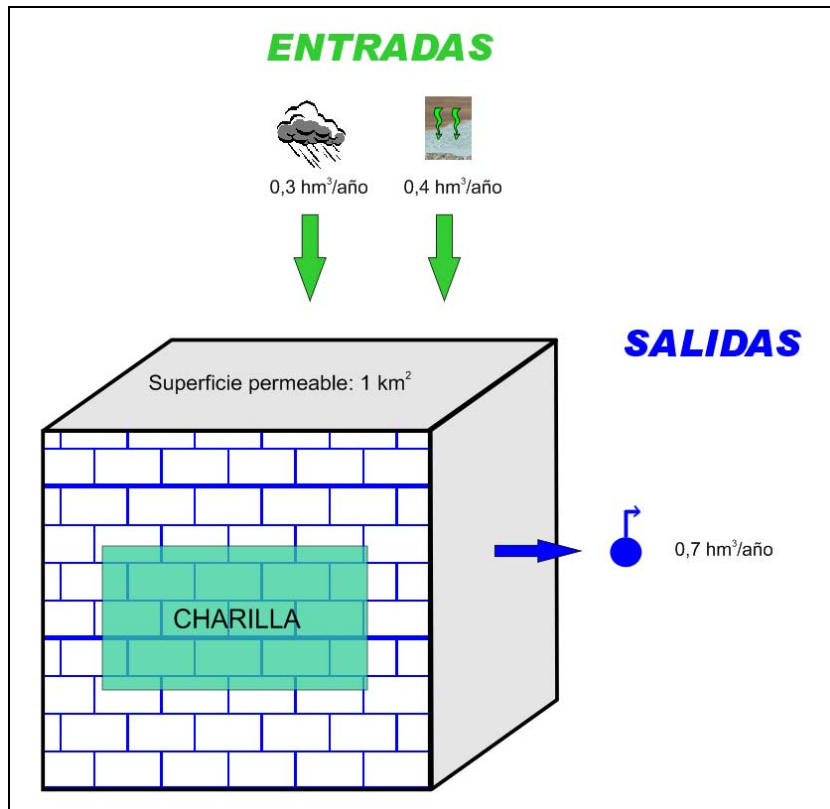 ENTRADAS
0,3 hm³/año 0,4 hm³/año
SALIDAS
Superficie permeable: 1 km²
0,7 hm³/año
CHARILLA